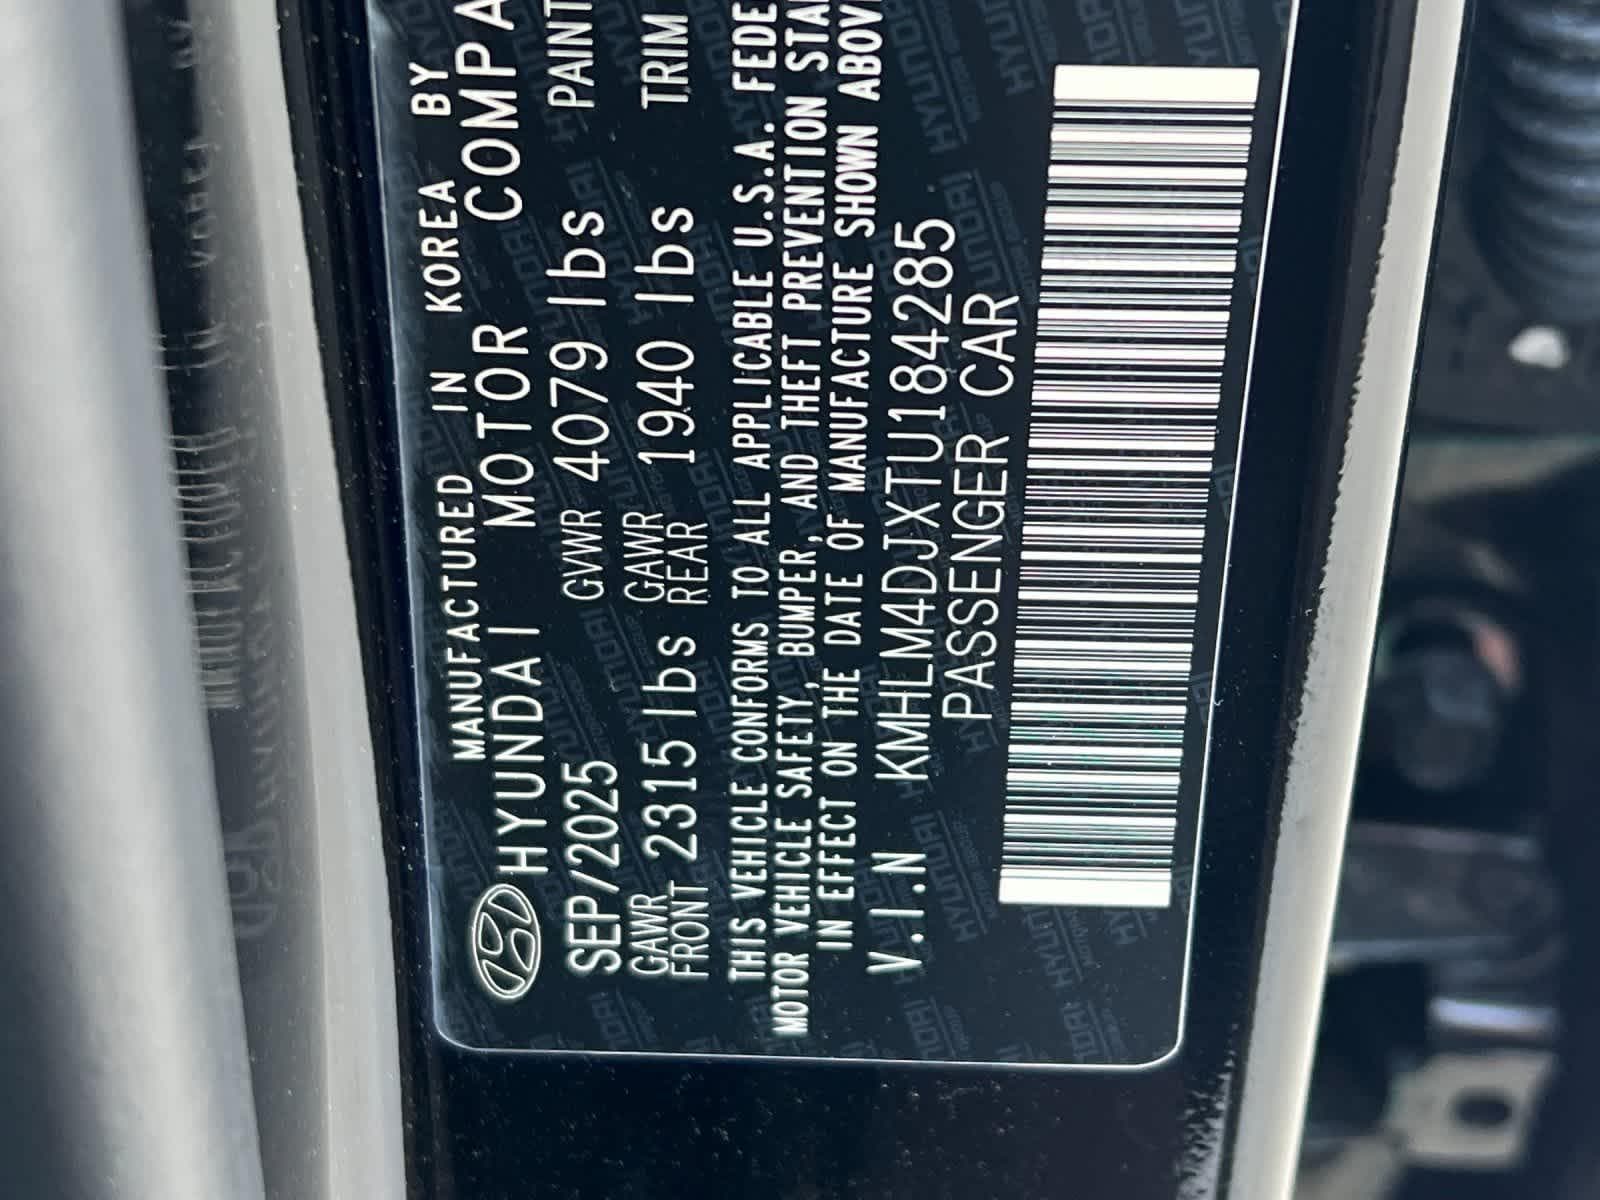 MANUFACTURED IN KOREA BY
HYUNDAI MOTOR COMPA
SEP/2025 GVWR 4079 lbs PAINT
GAWR FRONT 2315 lbs GAWR REAR 1940 lbs TRIM
THIS VEHICLE CONFORMS TO ALL APPLICABLE U.S.A. FEDE
MOTOR VEHICLE SAFETY, BUMPER, AND THEFT PREVENTION STA
IN EFFECT ON THE DATE OF MANUFACTURE SHOWN ABOV
V.I.N KMHLM4DJXTU184285
PASSENGER CAR